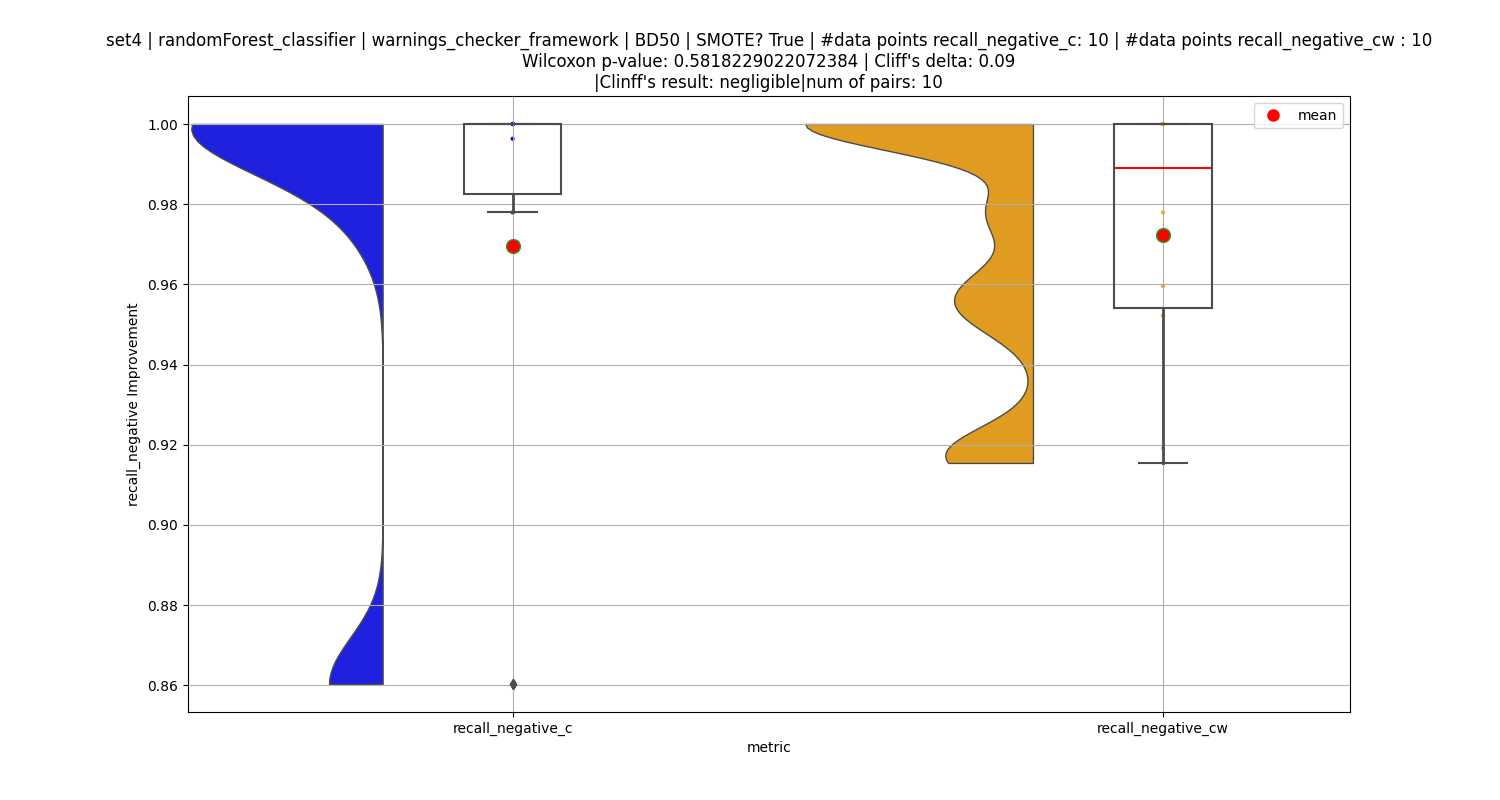 set4 | randomForest_classifier | warnings_checker_framework | BD50 | SMOTE? True | #data points recall_negative_c: 10 | #data points recall_negative_cw : 10
Wilcoxon p-value: 0.5818229022072384 | Cliff's delta: 0.09
|Clinff's result: negligible|num of pairs: 10
mean
1.00
0.98
0.96
0.94
0.92
0.90
0.88
0.86
recall_negative Improvement
recall_negative_c
recall_negative_cw
metric